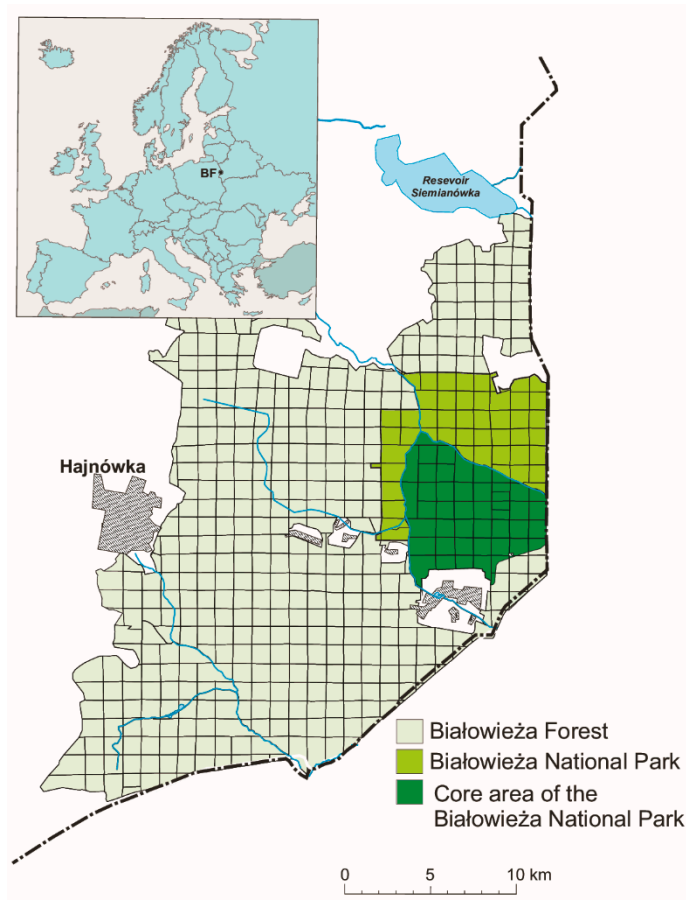 BF
Resevoir
Siemianówka
Hajnówka
Białowieża Forest
Białowieża National Park
Core area of the
Białowieża National Park
0 5 10 km